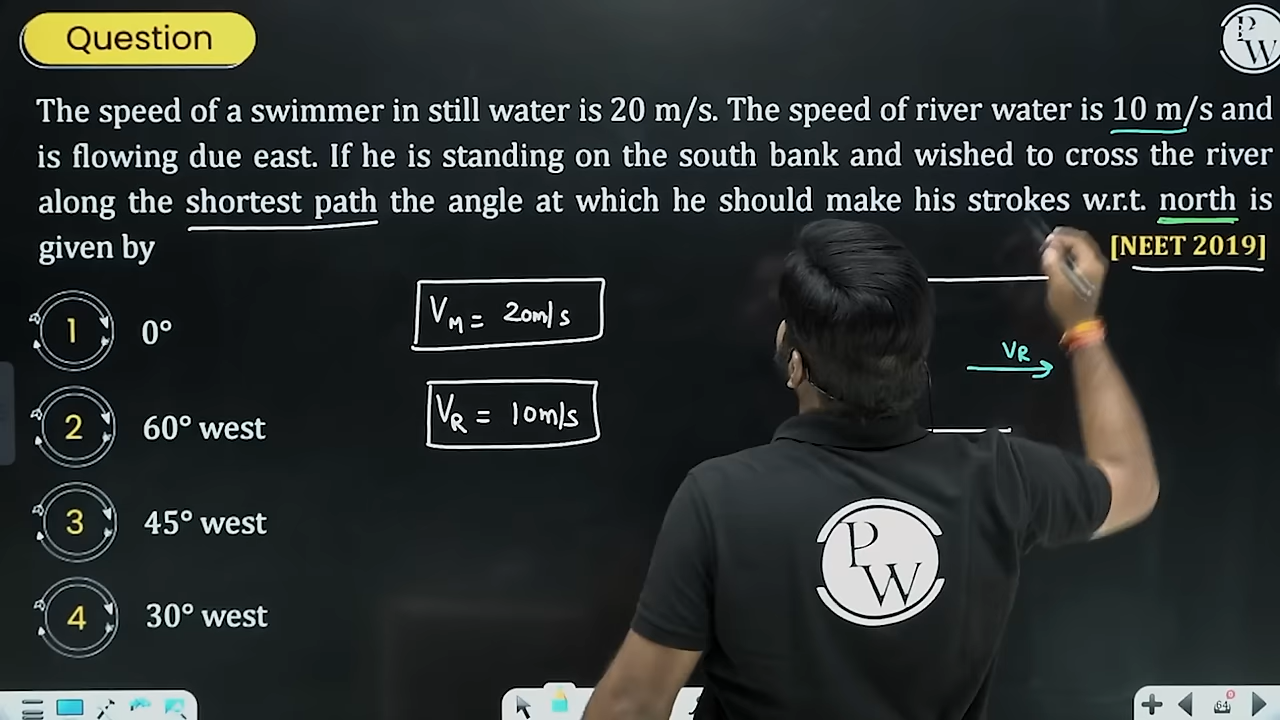 Question
The speed of a swimmer in still water is 20 m/s. The speed of river water is 10 m/s and
is flowing due east. If he is standing on the south bank and wished to cross the river
along the shortest path the angle at which he should make his strokes w.r.t. north is
given by
[NEET 2019]
1 0°
2 60° west
3 45° west
4 30° west
V_M = 20m/s
V_R = 10m/s
V_R
PW
PW
64